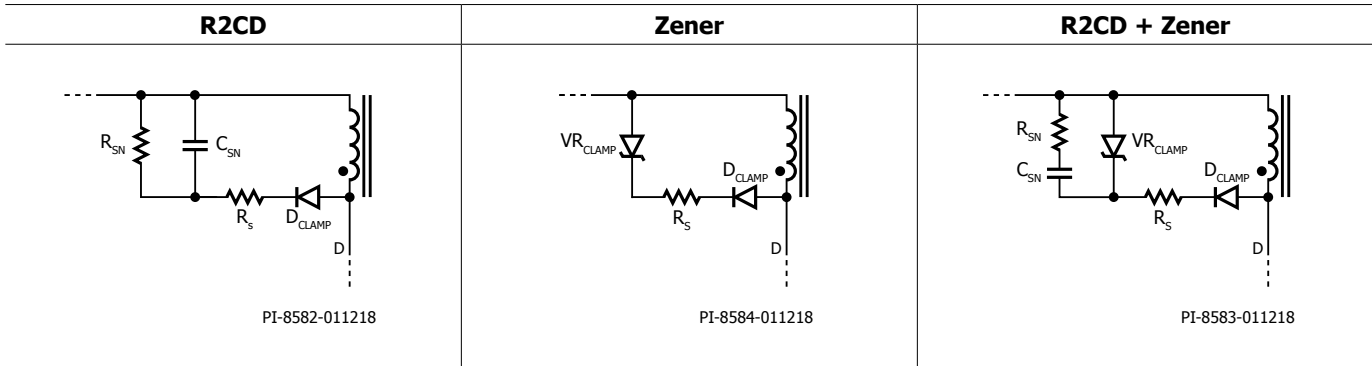 R2CD
Zener
R2CD + Zener
RSN
CSN
Rs
DCLAMP
D
PI-8582-011218
VRCLAMP
DCLAMP
RS
D
PI-8584-011218
RSN
CSN
VRCLAMP
DCLAMP
RS
D
PI-8583-011218